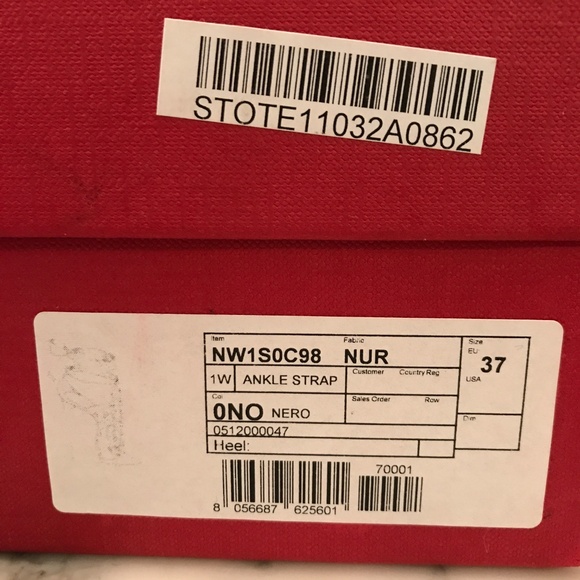 STOTE11032A0862
Item Fabric
NW1S0C98 NUR
Size
EU
37
USA
1W ANKLE STRAP
Customer Country Reg
Col
0NO NERO
Sales Order Row
Dim
0512000047
Heel:
70001
8 056687 625601